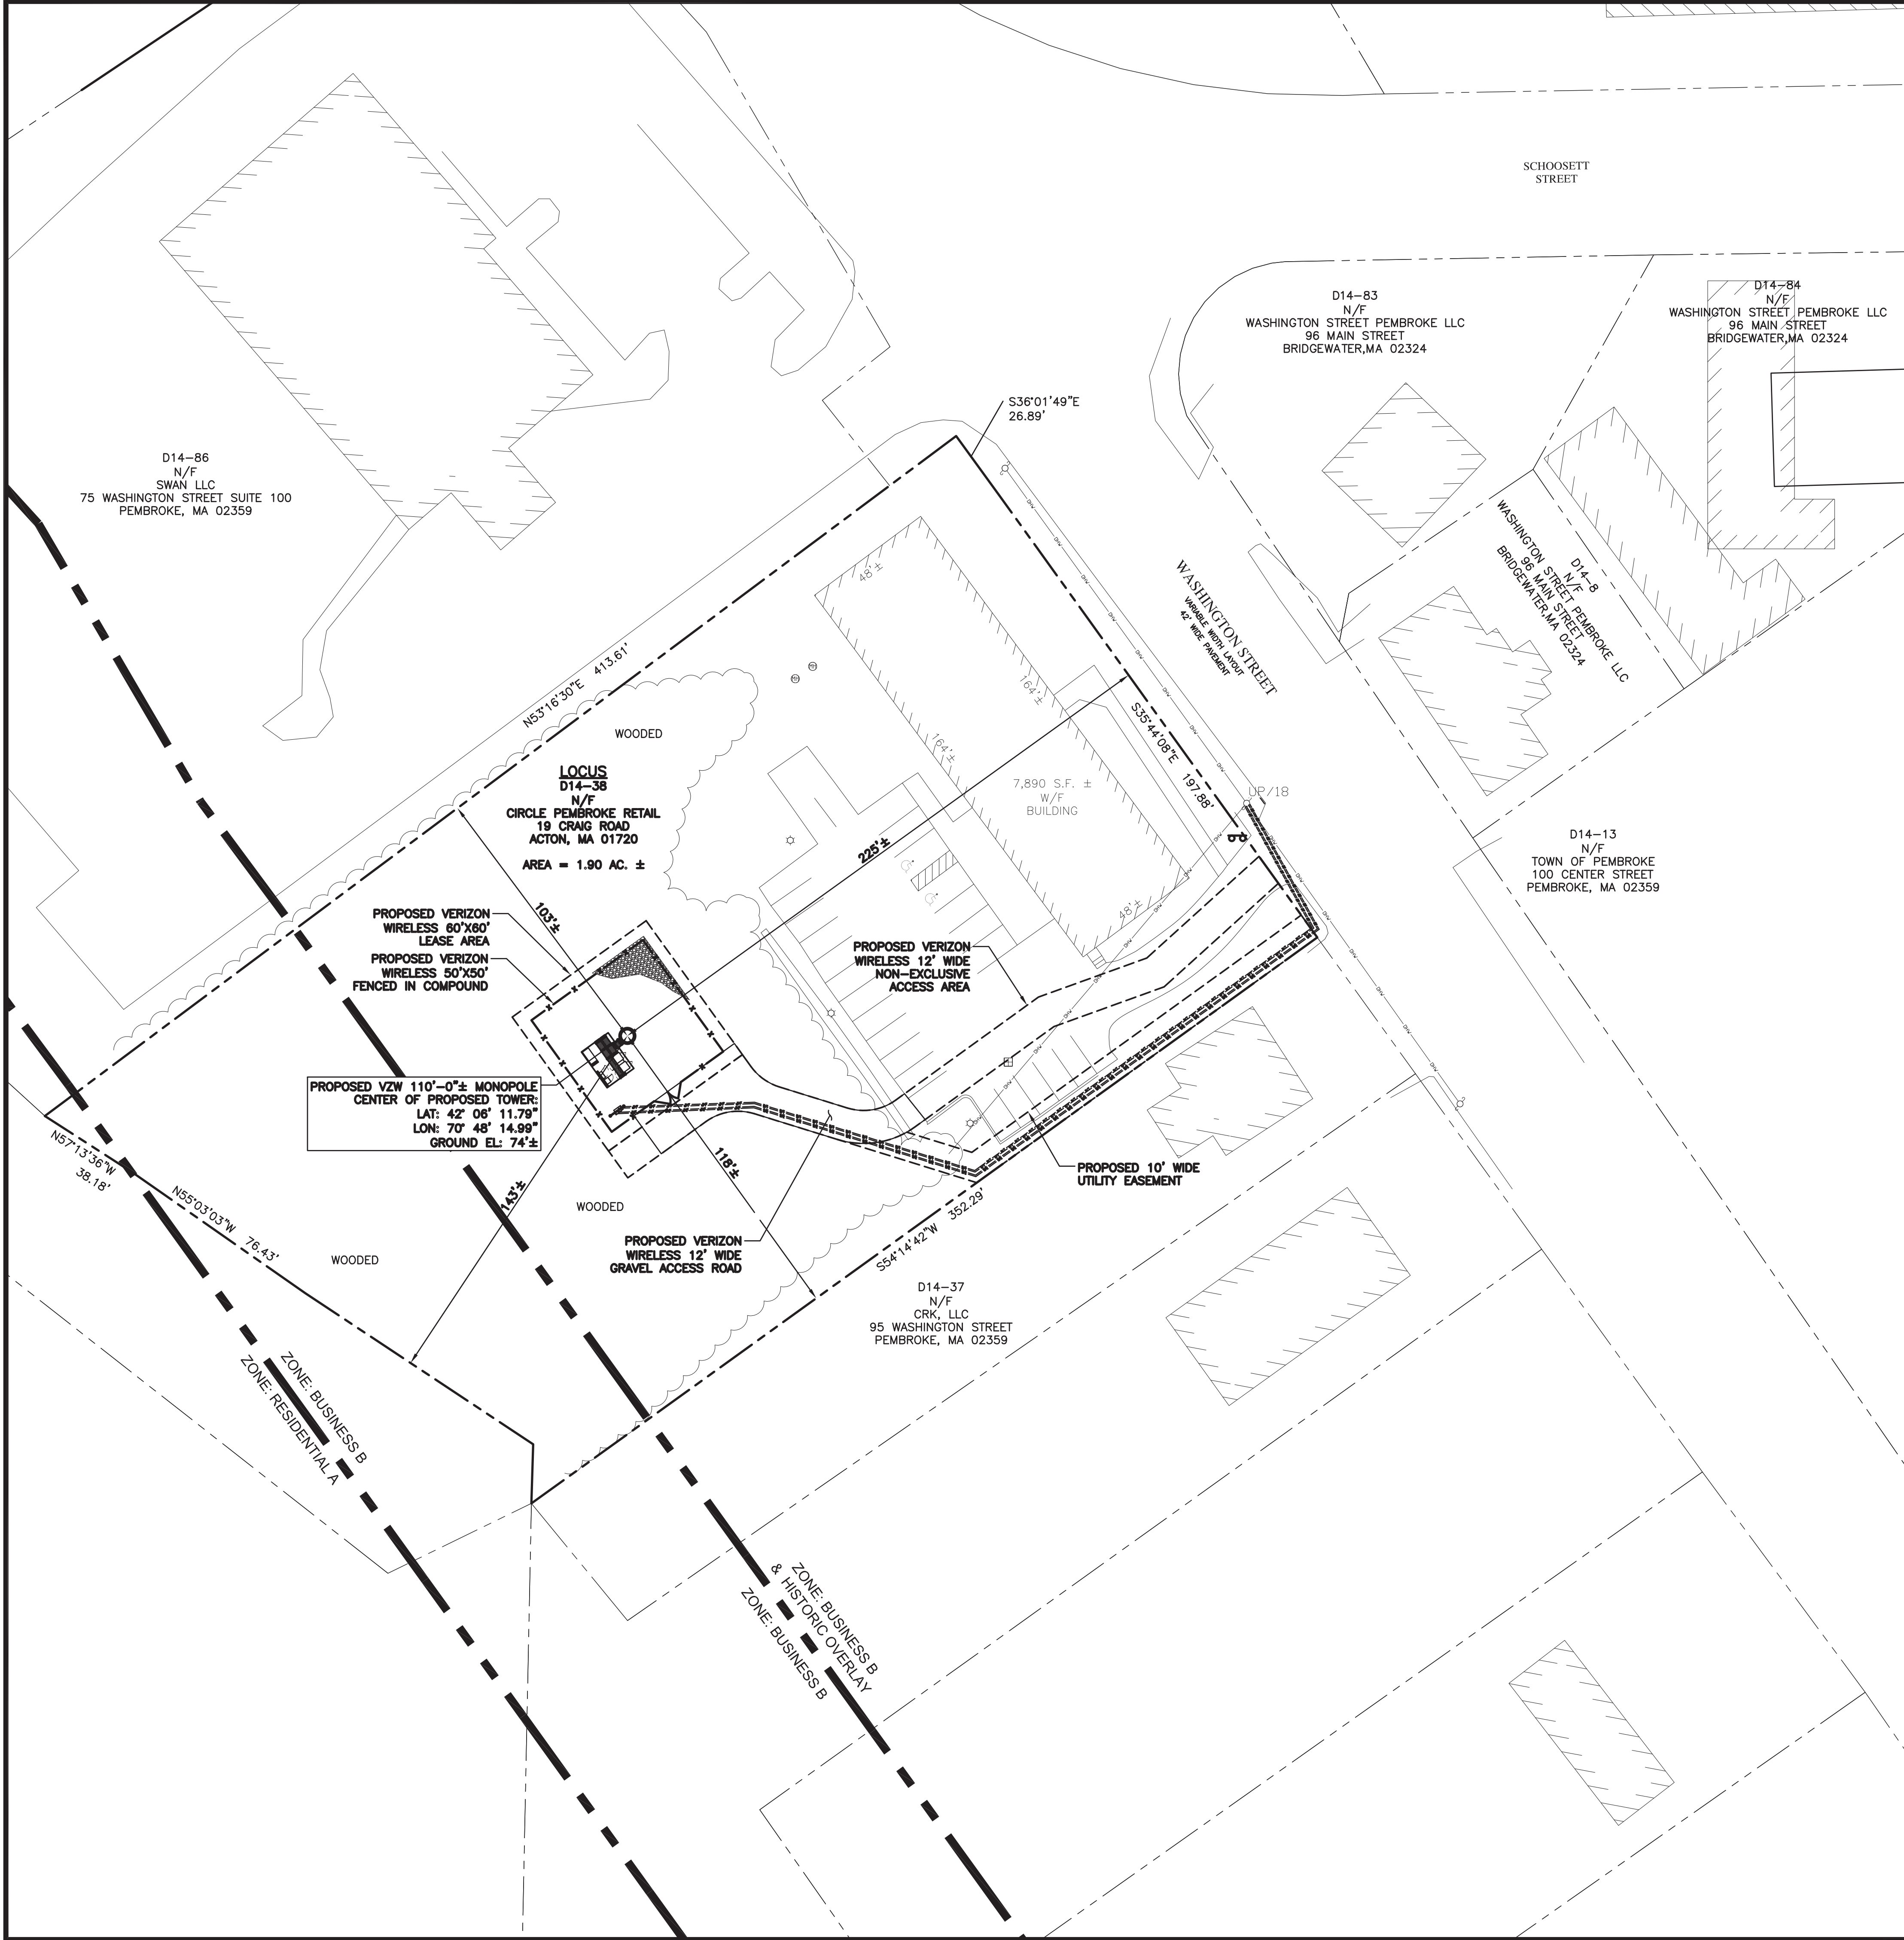 SCHOOSETT
STREET
D14-83
N/F
WASHINGTON STREET PEMBROKE LLC
96 MAIN STREET
BRIDGEWATER,MA 02324
D14-84
N/F
WASHINGTON STREET PEMBROKE LLC
96 MAIN STREET
BRIDGEWATER,MA 02324
S36°01'49"E
26.89'
D14-86
N/F
SWAN LLC
75 WASHINGTON STREET SUITE 100
PEMBROKE, MA 02359
D14-8
N/F
WASHINGTON STREET PEMBROKE LLC
96 MAIN STREET
BRIDGEWATER,MA 02324
WASHINGTON STREET
VARIABLE WIDTH LAYOUT
42' WIDE PAVEMENT
48'±
164'±
164'±
48'±
N53°16'30"E 413.61'
S35°44'08"E 197.88'
WOODED
LOCUS
D14-38
N/F
CIRCLE PEMBROKE RETAIL
19 CRAIG ROAD
ACTON, MA 01720
AREA = 1.90 AC. ±
7,890 S.F. ±
W/F
BUILDING
UP/18
D14-13
N/F
TOWN OF PEMBROKE
100 CENTER STREET
PEMBROKE, MA 02359
225'±
103'±
PROPOSED VERIZON
WIRELESS 60'X60'
LEASE AREA
PROPOSED VERIZON
WIRELESS 50'X50'
FENCED IN COMPOUND
PROPOSED VERIZON
WIRELESS 12' WIDE
NON-EXCLUSIVE
ACCESS AREA
PROPOSED VZW 110'-0"± MONOPOLE
CENTER OF PROPOSED TOWER:
LAT: 42° 06' 11.79"
LON: 70° 48' 14.99"
GROUND EL: 74'±
N57°13'36"W
38.18'
N55°03'03"W 76.43'
143'±
118'±
PROPOSED 10' WIDE
UTILITY EASEMENT
WOODED
WOODED
PROPOSED VERIZON
WIRELESS 12' WIDE
GRAVEL ACCESS ROAD
S54°14'42"W 352.29'
D14-37
N/F
CRK, LLC
95 WASHINGTON STREET
PEMBROKE, MA 02359
ZONE: BUSINESS B
ZONE: RESIDENTIAL A
ZONE: BUSINESS B
& HISTORIC OVERLAY
ZONE: BUSINESS B